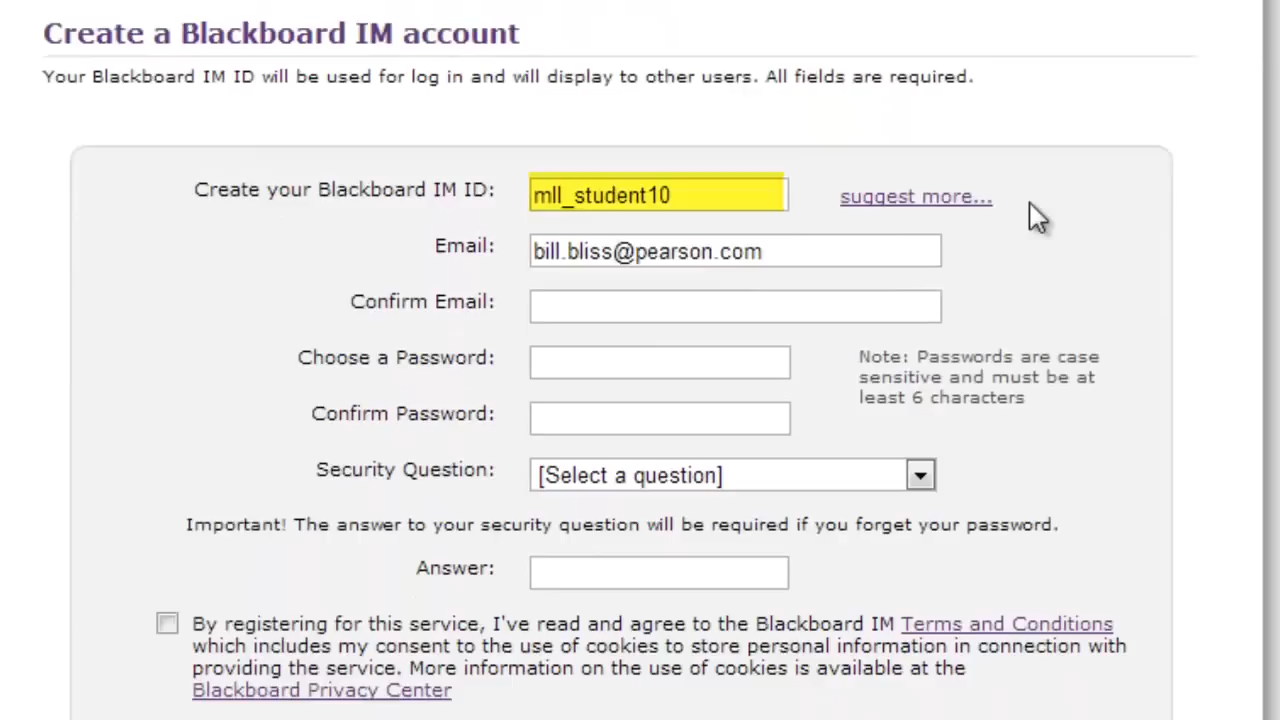 Create a Blackboard IM account
Your Blackboard IM ID will be used for log in and will display to other users. All fields are required.
Create your Blackboard IM ID: mll_student10 suggest more...
Email: bill.bliss@pearson.com
Confirm Email:
Choose a Password:
Note: Passwords are case
sensitive and must be at
least 6 characters
Confirm Password:
Security Question: [Select a question]
Important! The answer to your security question will be required if you forget your password.
Answer:
By registering for this service, I've read and agree to the Blackboard IM Terms and Conditions
which includes my consent to the use of cookies to store personal information in connection with
providing the service. More information on the use of cookies is available at the
Blackboard Privacy Center